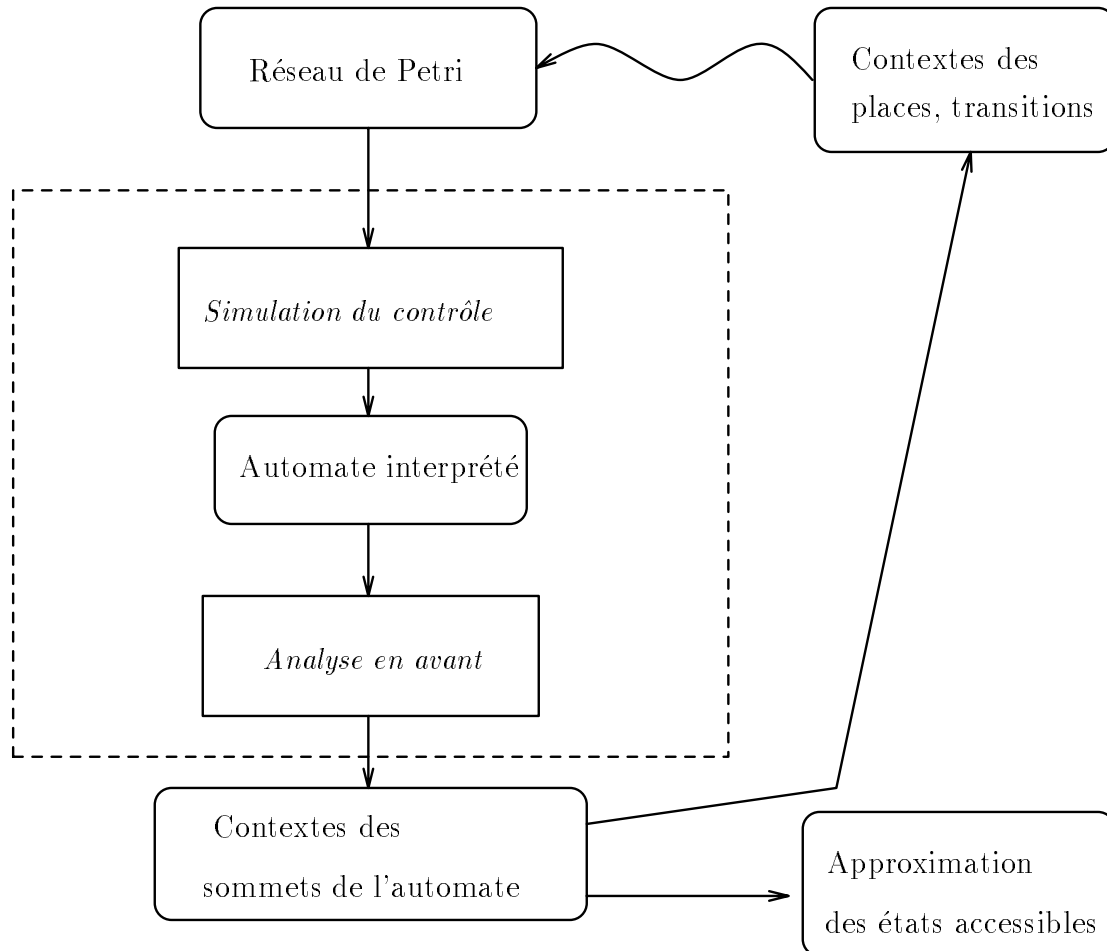 Réseau de Petri
Contextes des
places, transitions
Simulation du contrôle
Automate interprété
Analyse en avant
Contextes des
sommets de l'automate
Approximation
des états accessibles